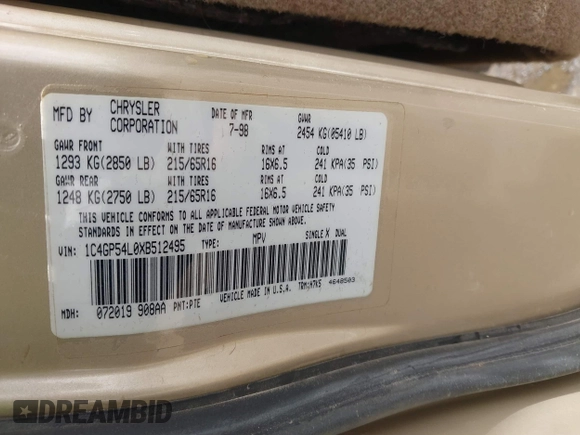 MFD BY CHRYSLER CORPORATION DATE OF MFR 7-98 GVWR 2454 KG(05410 LB)
GAWR FRONT WITH TIRES RIMS COLD
1293 KG(2850 LB) 215/65R16 16X6.5 241 KPA(35 PSI)
GAWR REAR WITH TIRES RIMS COLD
1248 KG(2750 LB) 215/65R16 16X6.5 241 KPA(35 PSI)
THIS VEHICLE CONFORMS TO ALL APPLICABLE FEDERAL MOTOR VEHICLE SAFETY
STANDARDS IN EFFECT ON THE DATE OF MANUFACTURE SHOWN ABOVE
VIN: 1C4GP54L0XB512495 TYPE: MPV SINGLE X DUAL
MDH: 072019 908AA PNT:PTE VEHICLE MADE IN U.S.A. TRM:H7K5 4648503
DREAMBID